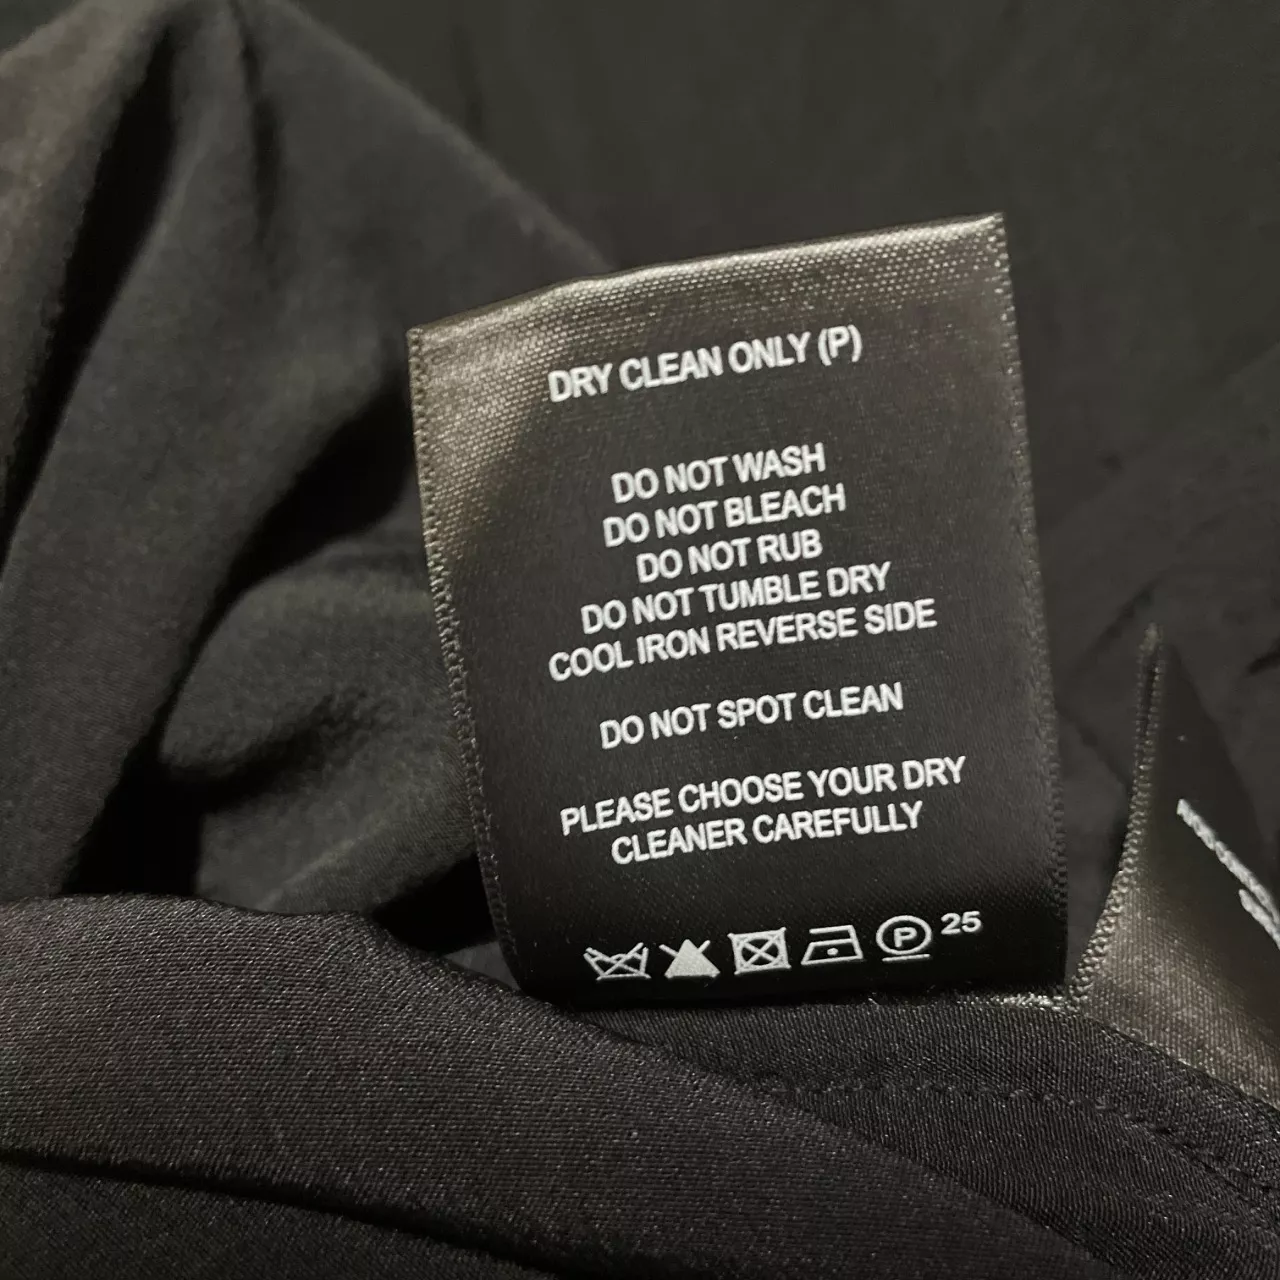 DRY CLEAN ONLY (P)
DO NOT WASH
DO NOT BLEACH
DO NOT RUB
DO NOT TUMBLE DRY
COOL IRON REVERSE SIDE
DO NOT SPOT CLEAN
PLEASE CHOOSE YOUR DRY
CLEANER CAREFULLY
P 25